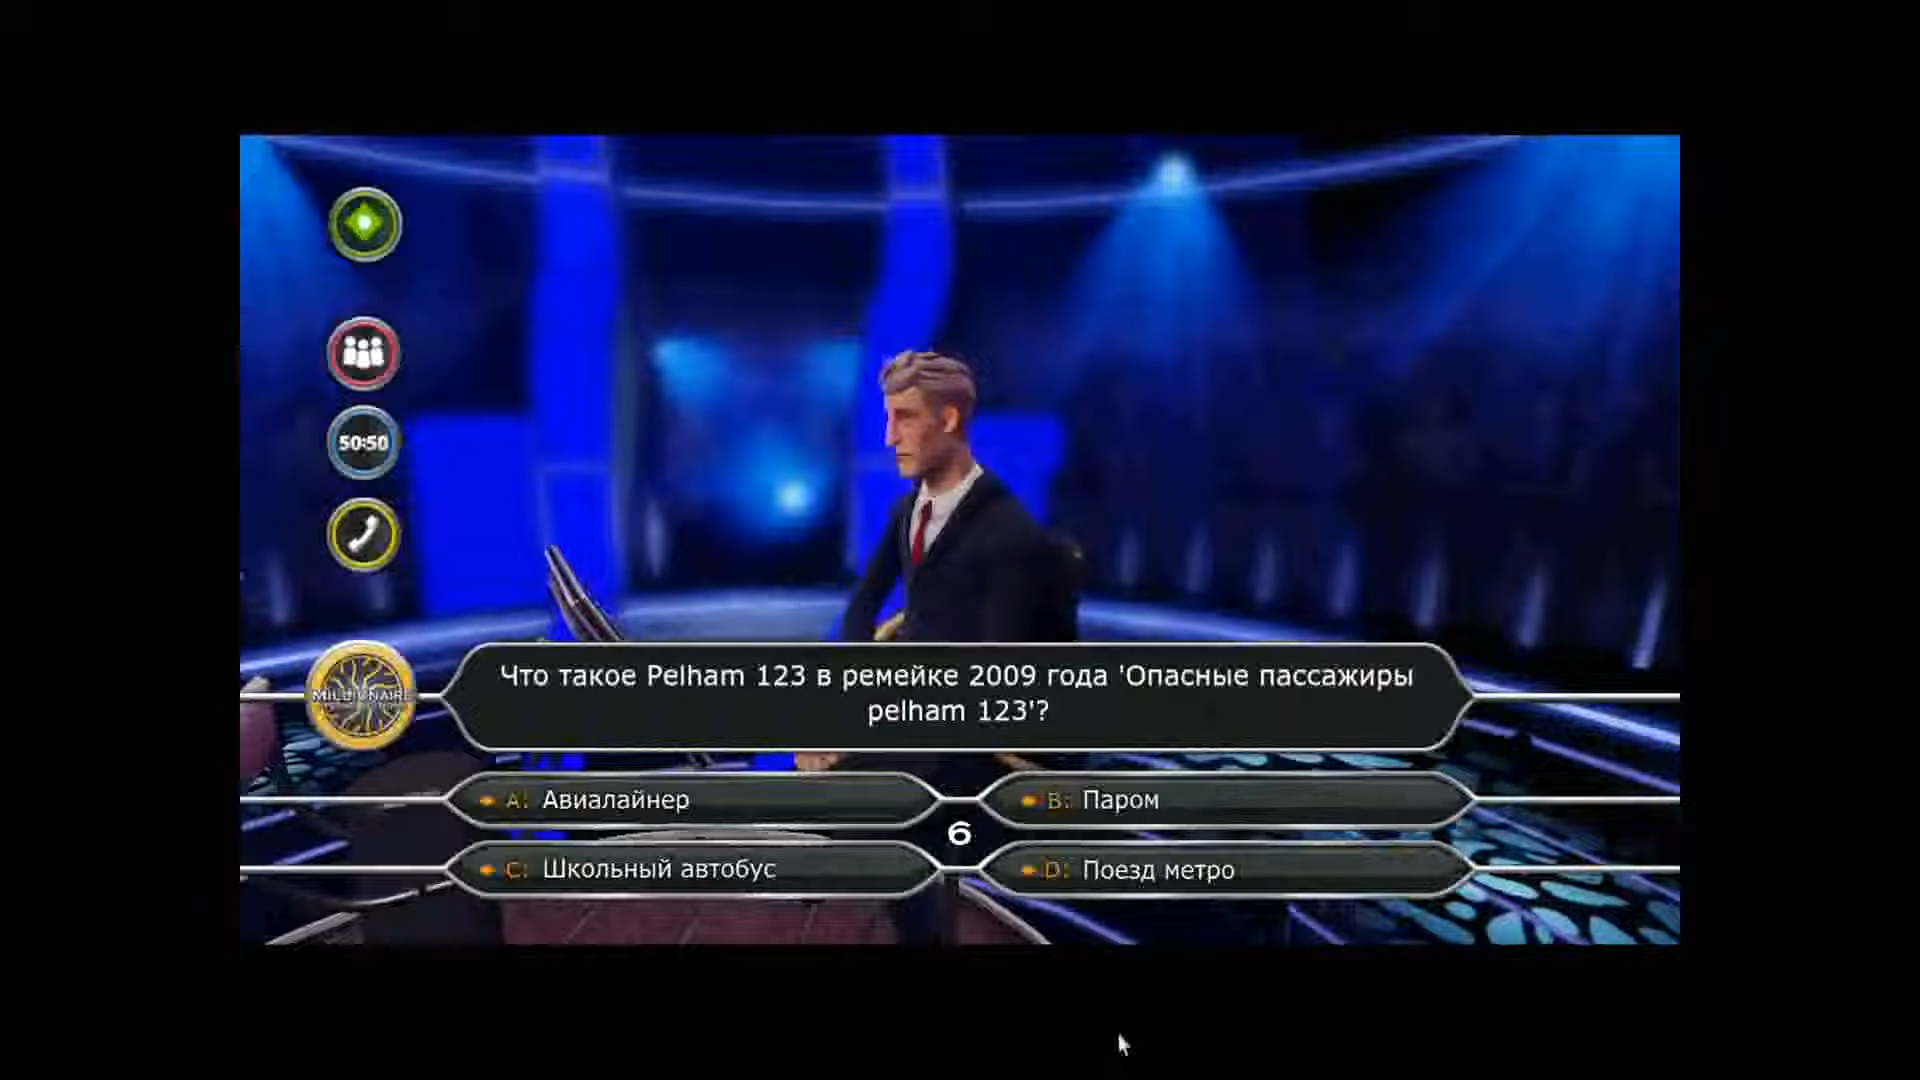 50:50
MILLIONAIRE
Что такое Pelham 123 в ремейке 2009 года 'Опасные пассажиры
pelham 123'?
A: Авиалайнер
B: Паром
6
C: Школьный автобус
D: Поезд метро